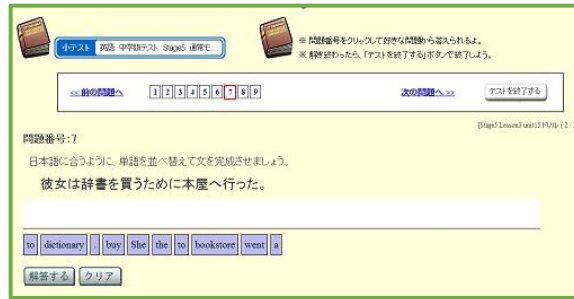 ※ 問題番号をクリックして好きな問題から答えられるよ。
小テスト 英語 中学版テスト Stage5 通常モ...
※ 解き終わったら、「テストを終了する」ボタンで終了しよう。
<<前の問題へ 1 2 3 4 5 6 7 8 9 次の問題へ >> テストを終了する
[Stage5 Lesson3 unit15 ( 2 /
問題番号:7
日本語に合うように、単語を並べ替えて文を完成させましょう。
彼女は辞書を買うために本屋へ行った。
to dictionary . buy She the to bookstore went a
解答する クリア